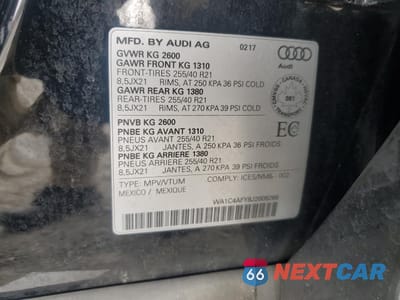 MFD. BY AUDI AG 0217
Audi
GVWR KG 2600
GAWR FRONT KG 1310
FRONT-TIRES 255/40 R21
8,5JX21 RIMS, AT 250 KPA 36 PSI COLD
GAWR REAR KG 1380
REAR-TIRES 255/40 R21
8,5JX21 RIMS, AT 270 KPA 39 PSI COLD
PNVB KG 2600
PNBE KG AVANT 1310
PNEUS AVANT 255/40 R21
8,5JX21 JANTES, A 250 KPA 36 PSI FROIDS
PNBE KG ARRIERE 1380
PNEUS ARRIERE 255/40 R21
8,5JX21 JANTES, A 270 KPA 39 PSI FROIDS
EC
TYPE: MPV/VTUM COMPLY: ICES/NMB - 002
MEXICO / MEXIQUE
66 NEXTCAR